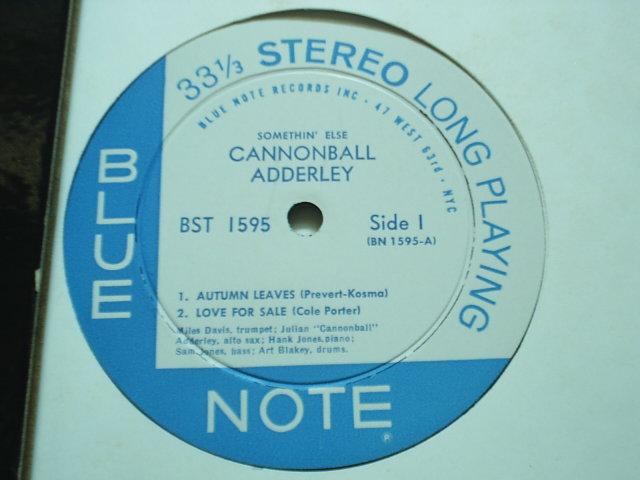 33⅓ STEREO LONG PLAYING
BLUE NOTE RECORDS INC · 47 WEST 63rd · NYC
SOMETHIN' ELSE
CANNONBALL
ADDERLEY
BST 1595
Side 1
(BN 1595-A)
1. AUTUMN LEAVES (Prevert-Kosma)
2. LOVE FOR SALE (Cole Porter)
Miles Davis, trumpet; Julian "Cannonball"
Adderley, alto sax; Hank Jones, piano;
Sam Jones, bass; Art Blakey, drums.
BLUE
NOTE
®